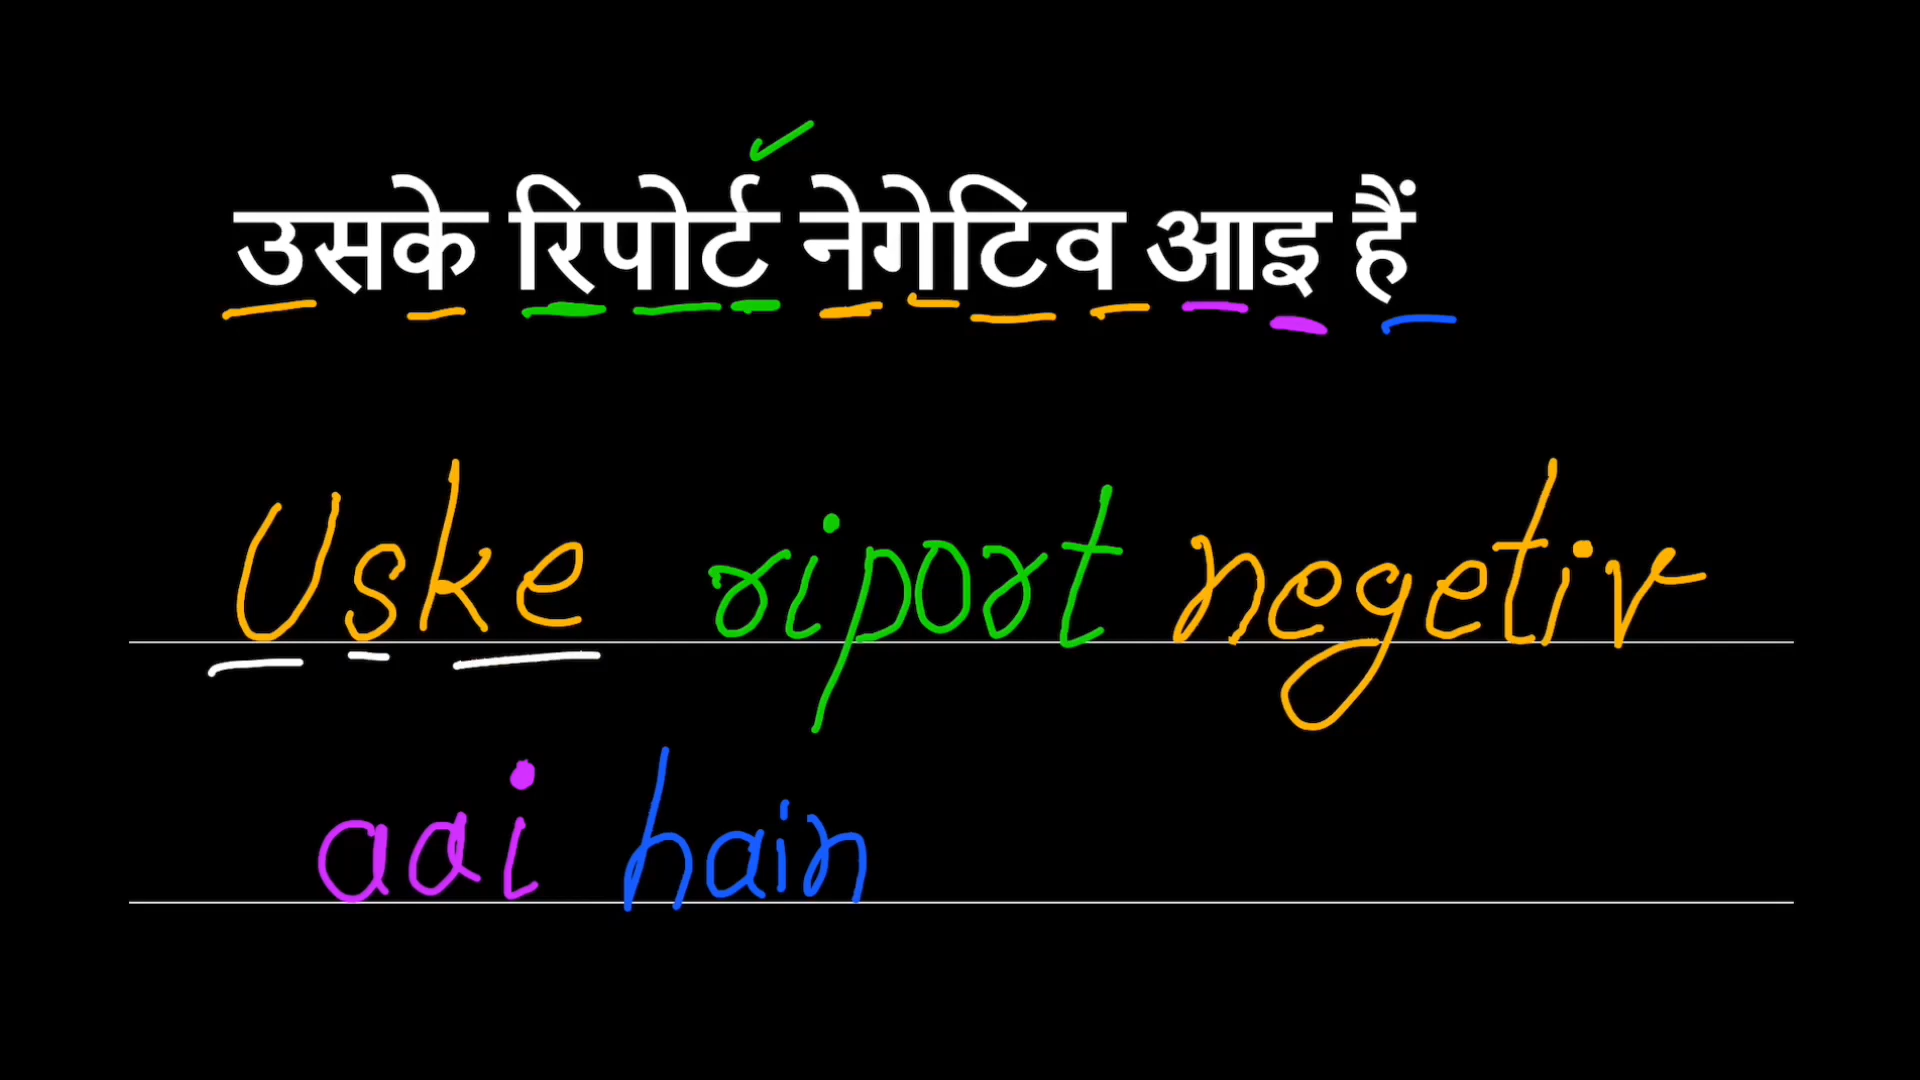 उसके रिपोर्ट नेगेटिव आइ हैं
Uske riport negetiv
aai hain